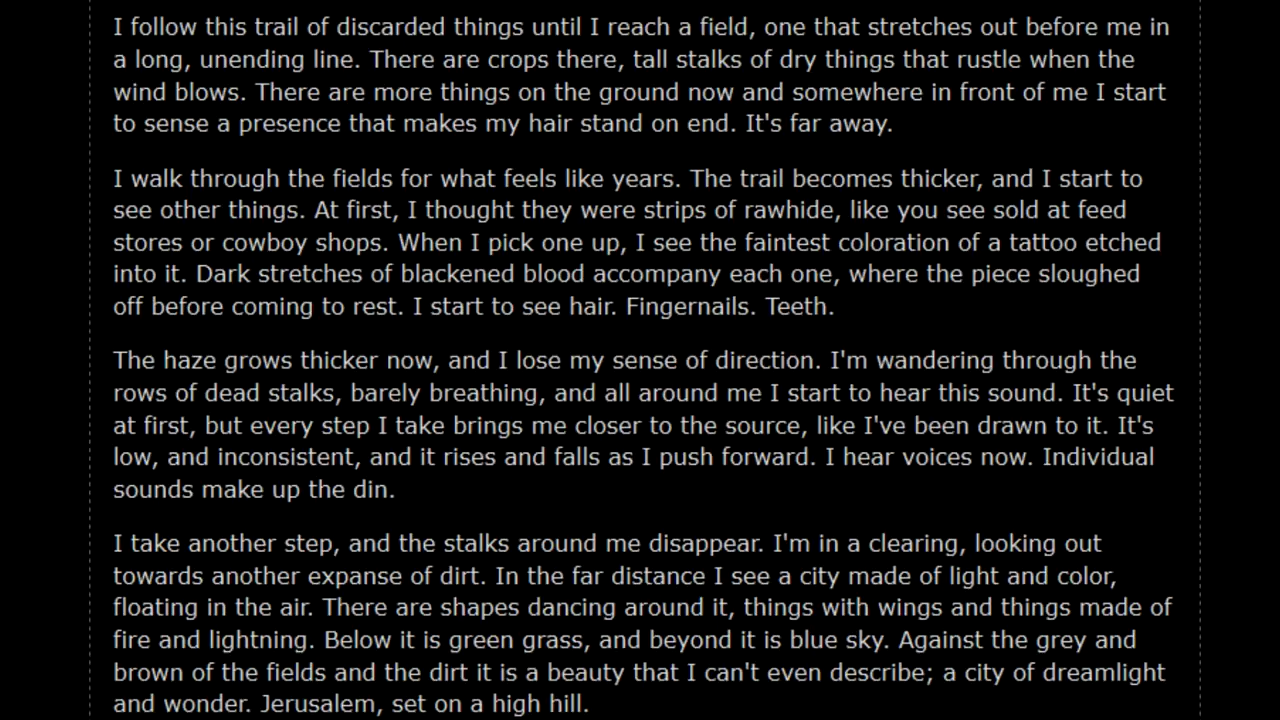 I follow this trail of discarded things until I reach a field, one that stretches out before me in
a long, unending line. There are crops there, tall stalks of dry things that rustle when the
wind blows. There are more things on the ground now and somewhere in front of me I start
to sense a presence that makes my hair stand on end. It's far away.
I walk through the fields for what feels like years. The trail becomes thicker, and I start to
see other things. At first, I thought they were strips of rawhide, like you see sold at feed
stores or cowboy shops. When I pick one up, I see the faintest coloration of a tattoo etched
into it. Dark stretches of blackened blood accompany each one, where the piece sloughed
off before coming to rest. I start to see hair. Fingernails. Teeth.
The haze grows thicker now, and I lose my sense of direction. I'm wandering through the
rows of dead stalks, barely breathing, and all around me I start to hear this sound. It's quiet
at first, but every step I take brings me closer to the source, like I've been drawn to it. It's
low, and inconsistent, and it rises and falls as I push forward. I hear voices now. Individual
sounds make up the din.
I take another step, and the stalks around me disappear. I'm in a clearing, looking out
towards another expanse of dirt. In the far distance I see a city made of light and color,
floating in the air. There are shapes dancing around it, things with wings and things made of
fire and lightning. Below it is green grass, and beyond it is blue sky. Against the grey and
brown of the fields and the dirt it is a beauty that I can't even describe; a city of dreamlight
and wonder. Jerusalem, set on a high hill.